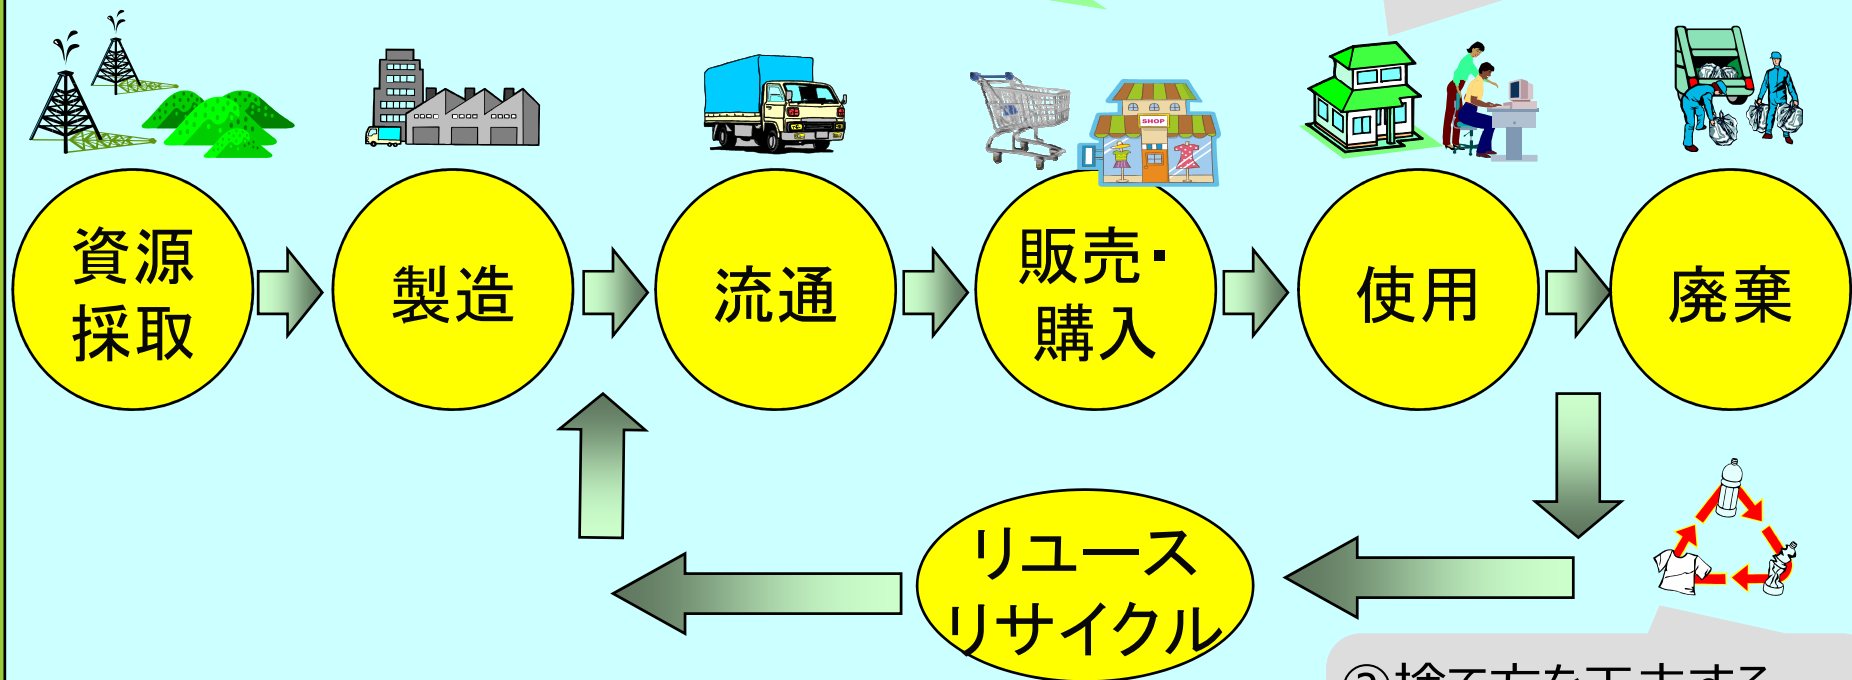 SHOP
資源
採取
製造
流通
販売・
購入
使用
廃棄
リユース
リサイクル